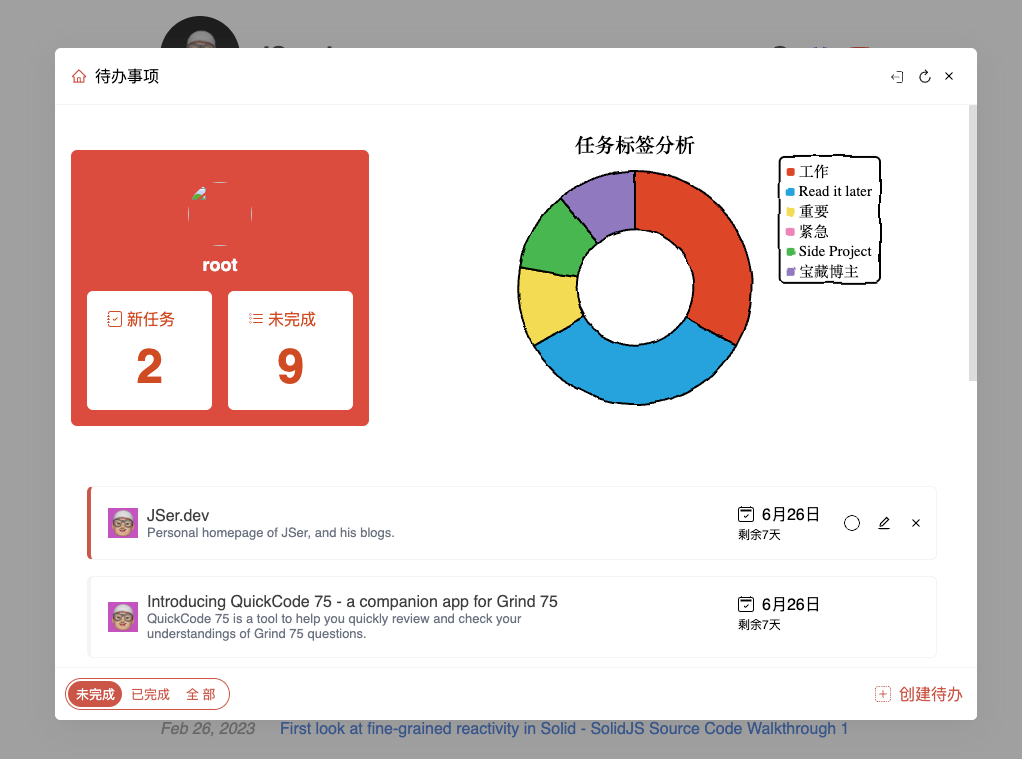 待办事项
任务标签分析
工作
Read it later
重要
紧急
Side Project
宝藏博主
root
新任务
2
未完成
9
JSer.dev
Personal homepage of JSer, and his blogs.
6月26日
剩余7天
Introducing QuickCode 75 - a companion app for Grind 75
QuickCode 75 is a tool to help you quickly review and check your
understandings of Grind 75 questions.
6月26日
剩余7天
未完成 已完成 全 部
创建待办
Feb 26, 2023 First look at fine-grained reactivity in Solid - SolidJS Source Code Walkthrough 1